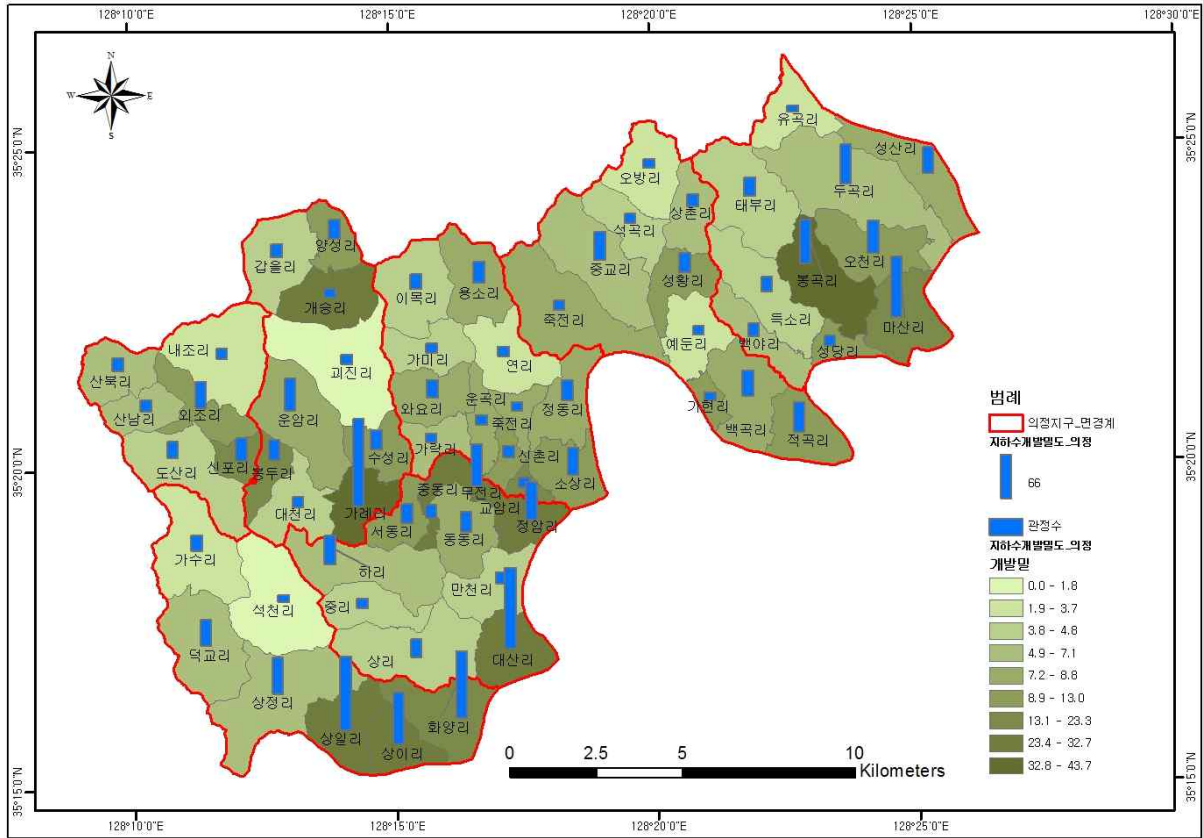 128°10'0"E
128°15'0"E
128°20'0"E
128°25'0"E
128°30'0"E
35°25'0"N
35°20'0"N
35°15'0"N
35°25'0"N
35°20'0"N
35°15'0"N
N
W
E
S
유곡리
성산리
두곡리
오방리
태부리
상촌리
석곡리
양성리
갑을리
중교리
오천리
성황리
봉곡리
개승리
이목리
용소리
죽전리
득소리
마산리
내조리
예둔리
백야리
성당리
괴진리
가미리
연리
산북리
산남리
외조리
운암리
와요리
운곡리
죽전리
정동리
가현리
백곡리
적곡리
수성리
가락리
신촌리
도산리
신포리
봉두리
소상리
대천리
가례리
중동리
무전리
교암리
정암리
서동리
동동리
가수리
하리
만천리
석천리
중리
덕교리
상리
대산리
상정리
상일리
상이리
화양리
범례
의정지구_면경계
지하수개발밀도_의정
66
관정수
지하수개발밀도_의정
개발밀
0.0 - 1.8
1.9 - 3.7
3.8 - 4.8
4.9 - 7.1
7.2 - 8.8
8.9 - 13.0
13.1 - 23.3
23.4 - 32.7
32.8 - 43.7
0 2.5 5 10
Kilometers
128°10'0"E
128°15'0"E
128°20'0"E
128°25'0"E